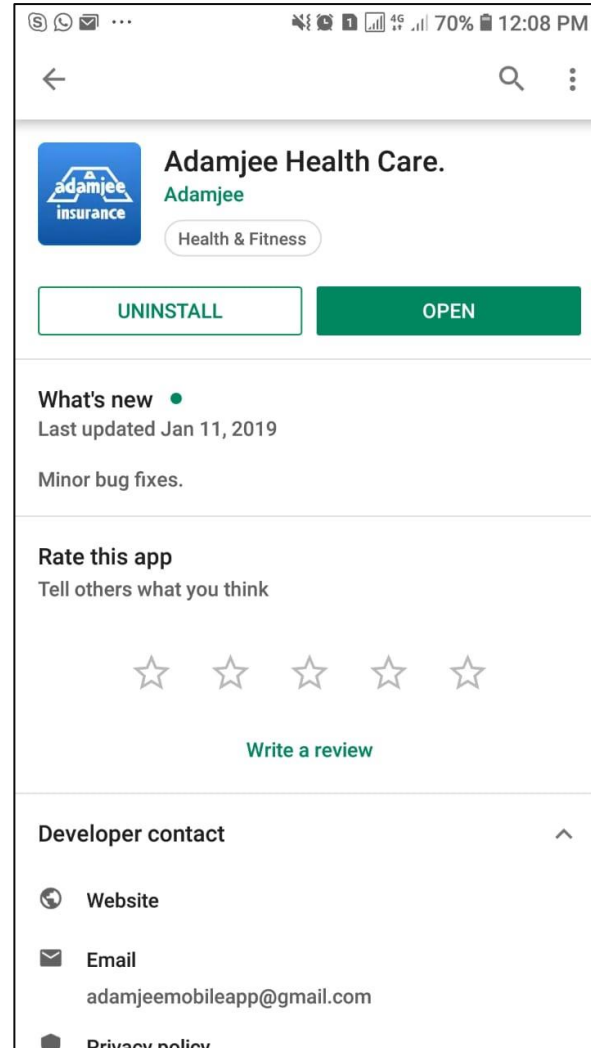 70% 12:08 PM
adamjee
insurance
Adamjee Health Care.
Adamjee
Health & Fitness
UNINSTALL OPEN
What's new
Last updated Jan 11, 2019
Minor bug fixes.
Rate this app
Tell others what you think
Write a review
Developer contact
Website
Email
adamjeemobileapp@gmail.com
Privacy policy